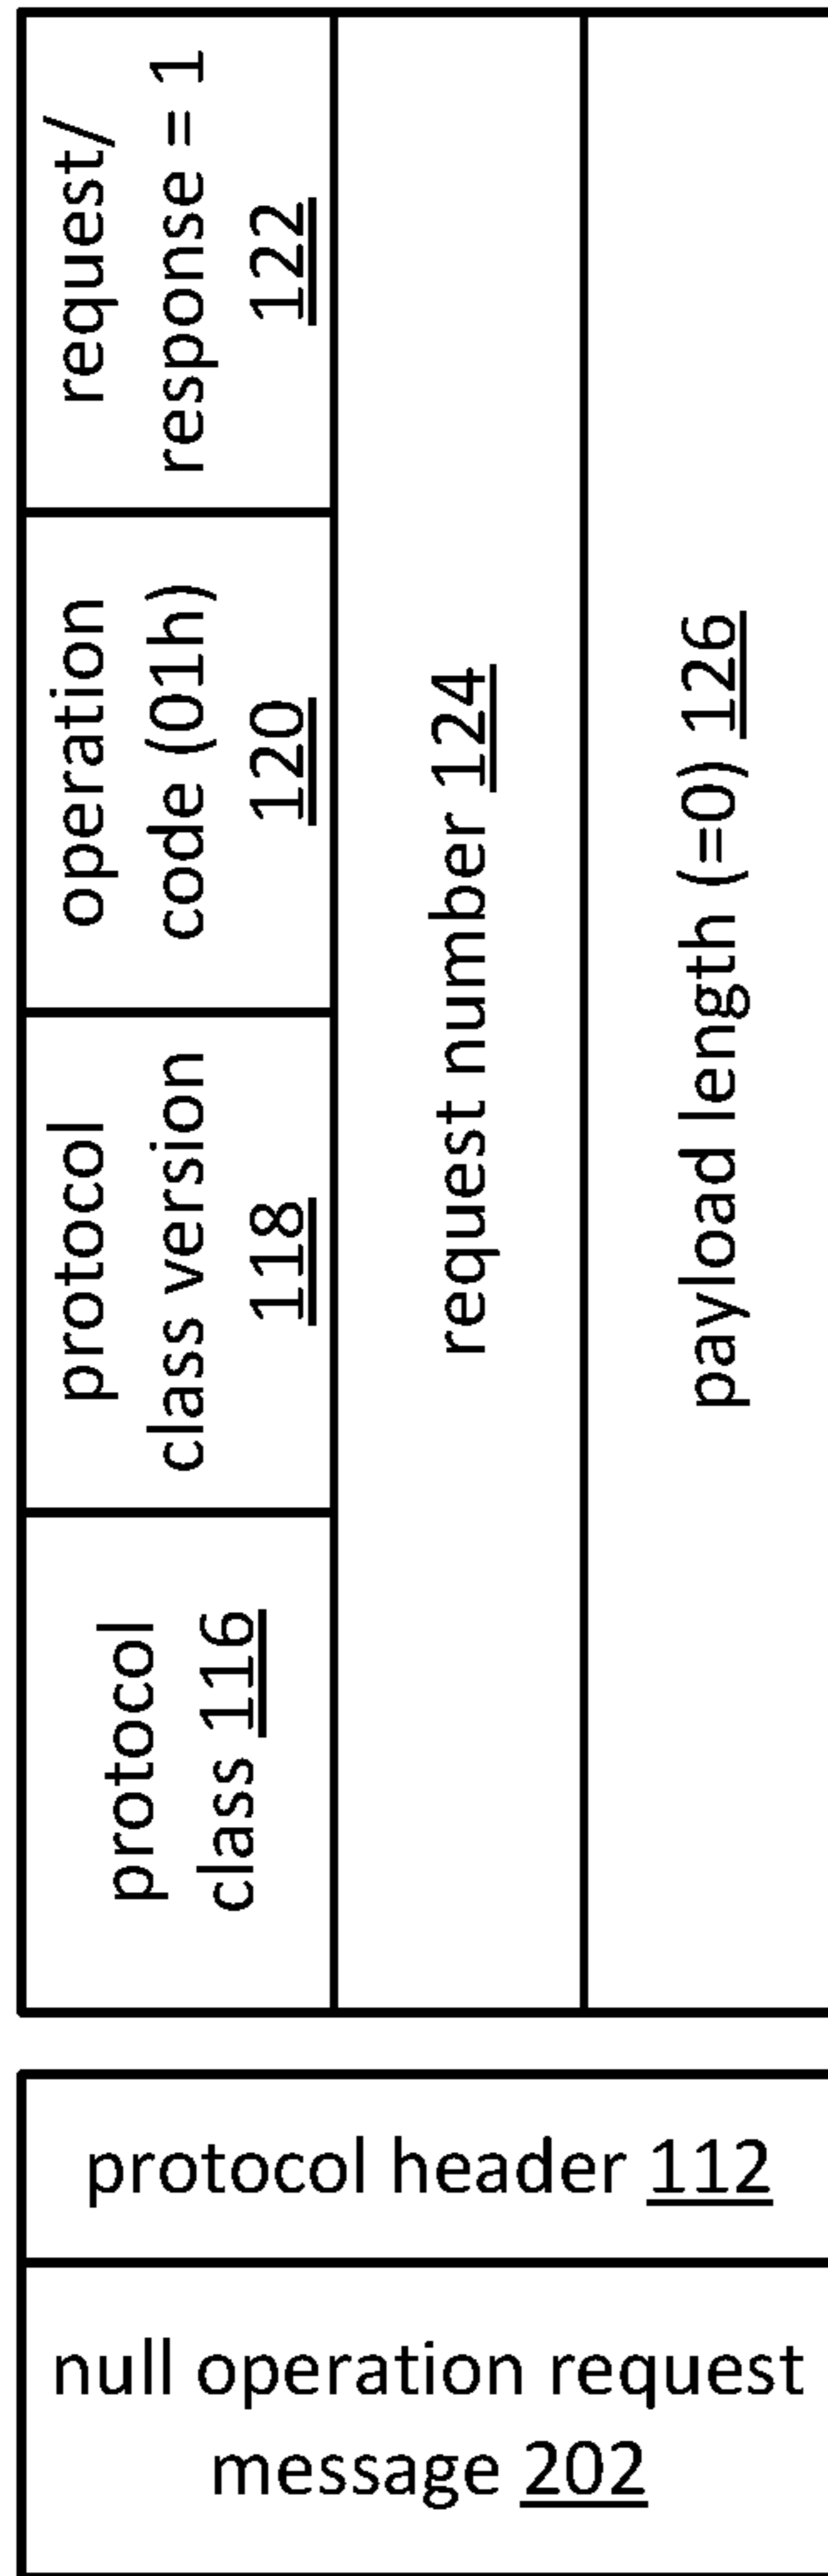 protocol
class 116
protocol
class version
118
operation
code (01h)
120
request/
response = 1
122
request number 124
payload length (=0) 126
protocol header 112
null operation request
message 202